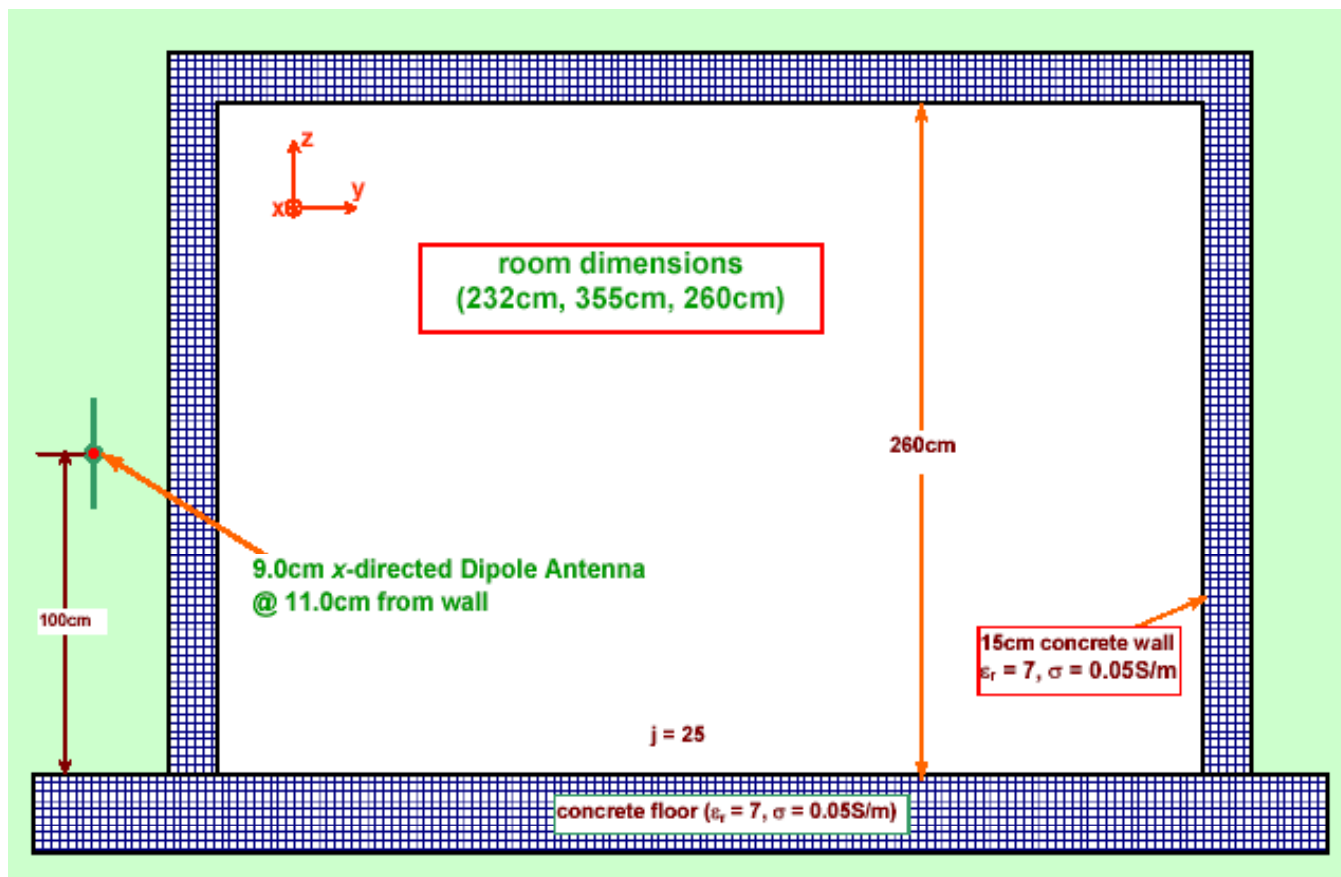 z
y
x
room dimensions
(232cm, 355cm, 260cm)
260cm
9.0cm x-directed Dipole Antenna
@ 11.0cm from wall
100cm
15cm concrete wall
εr = 7, σ = 0.05S/m
j = 25
concrete floor (εr = 7, σ = 0.05S/m)